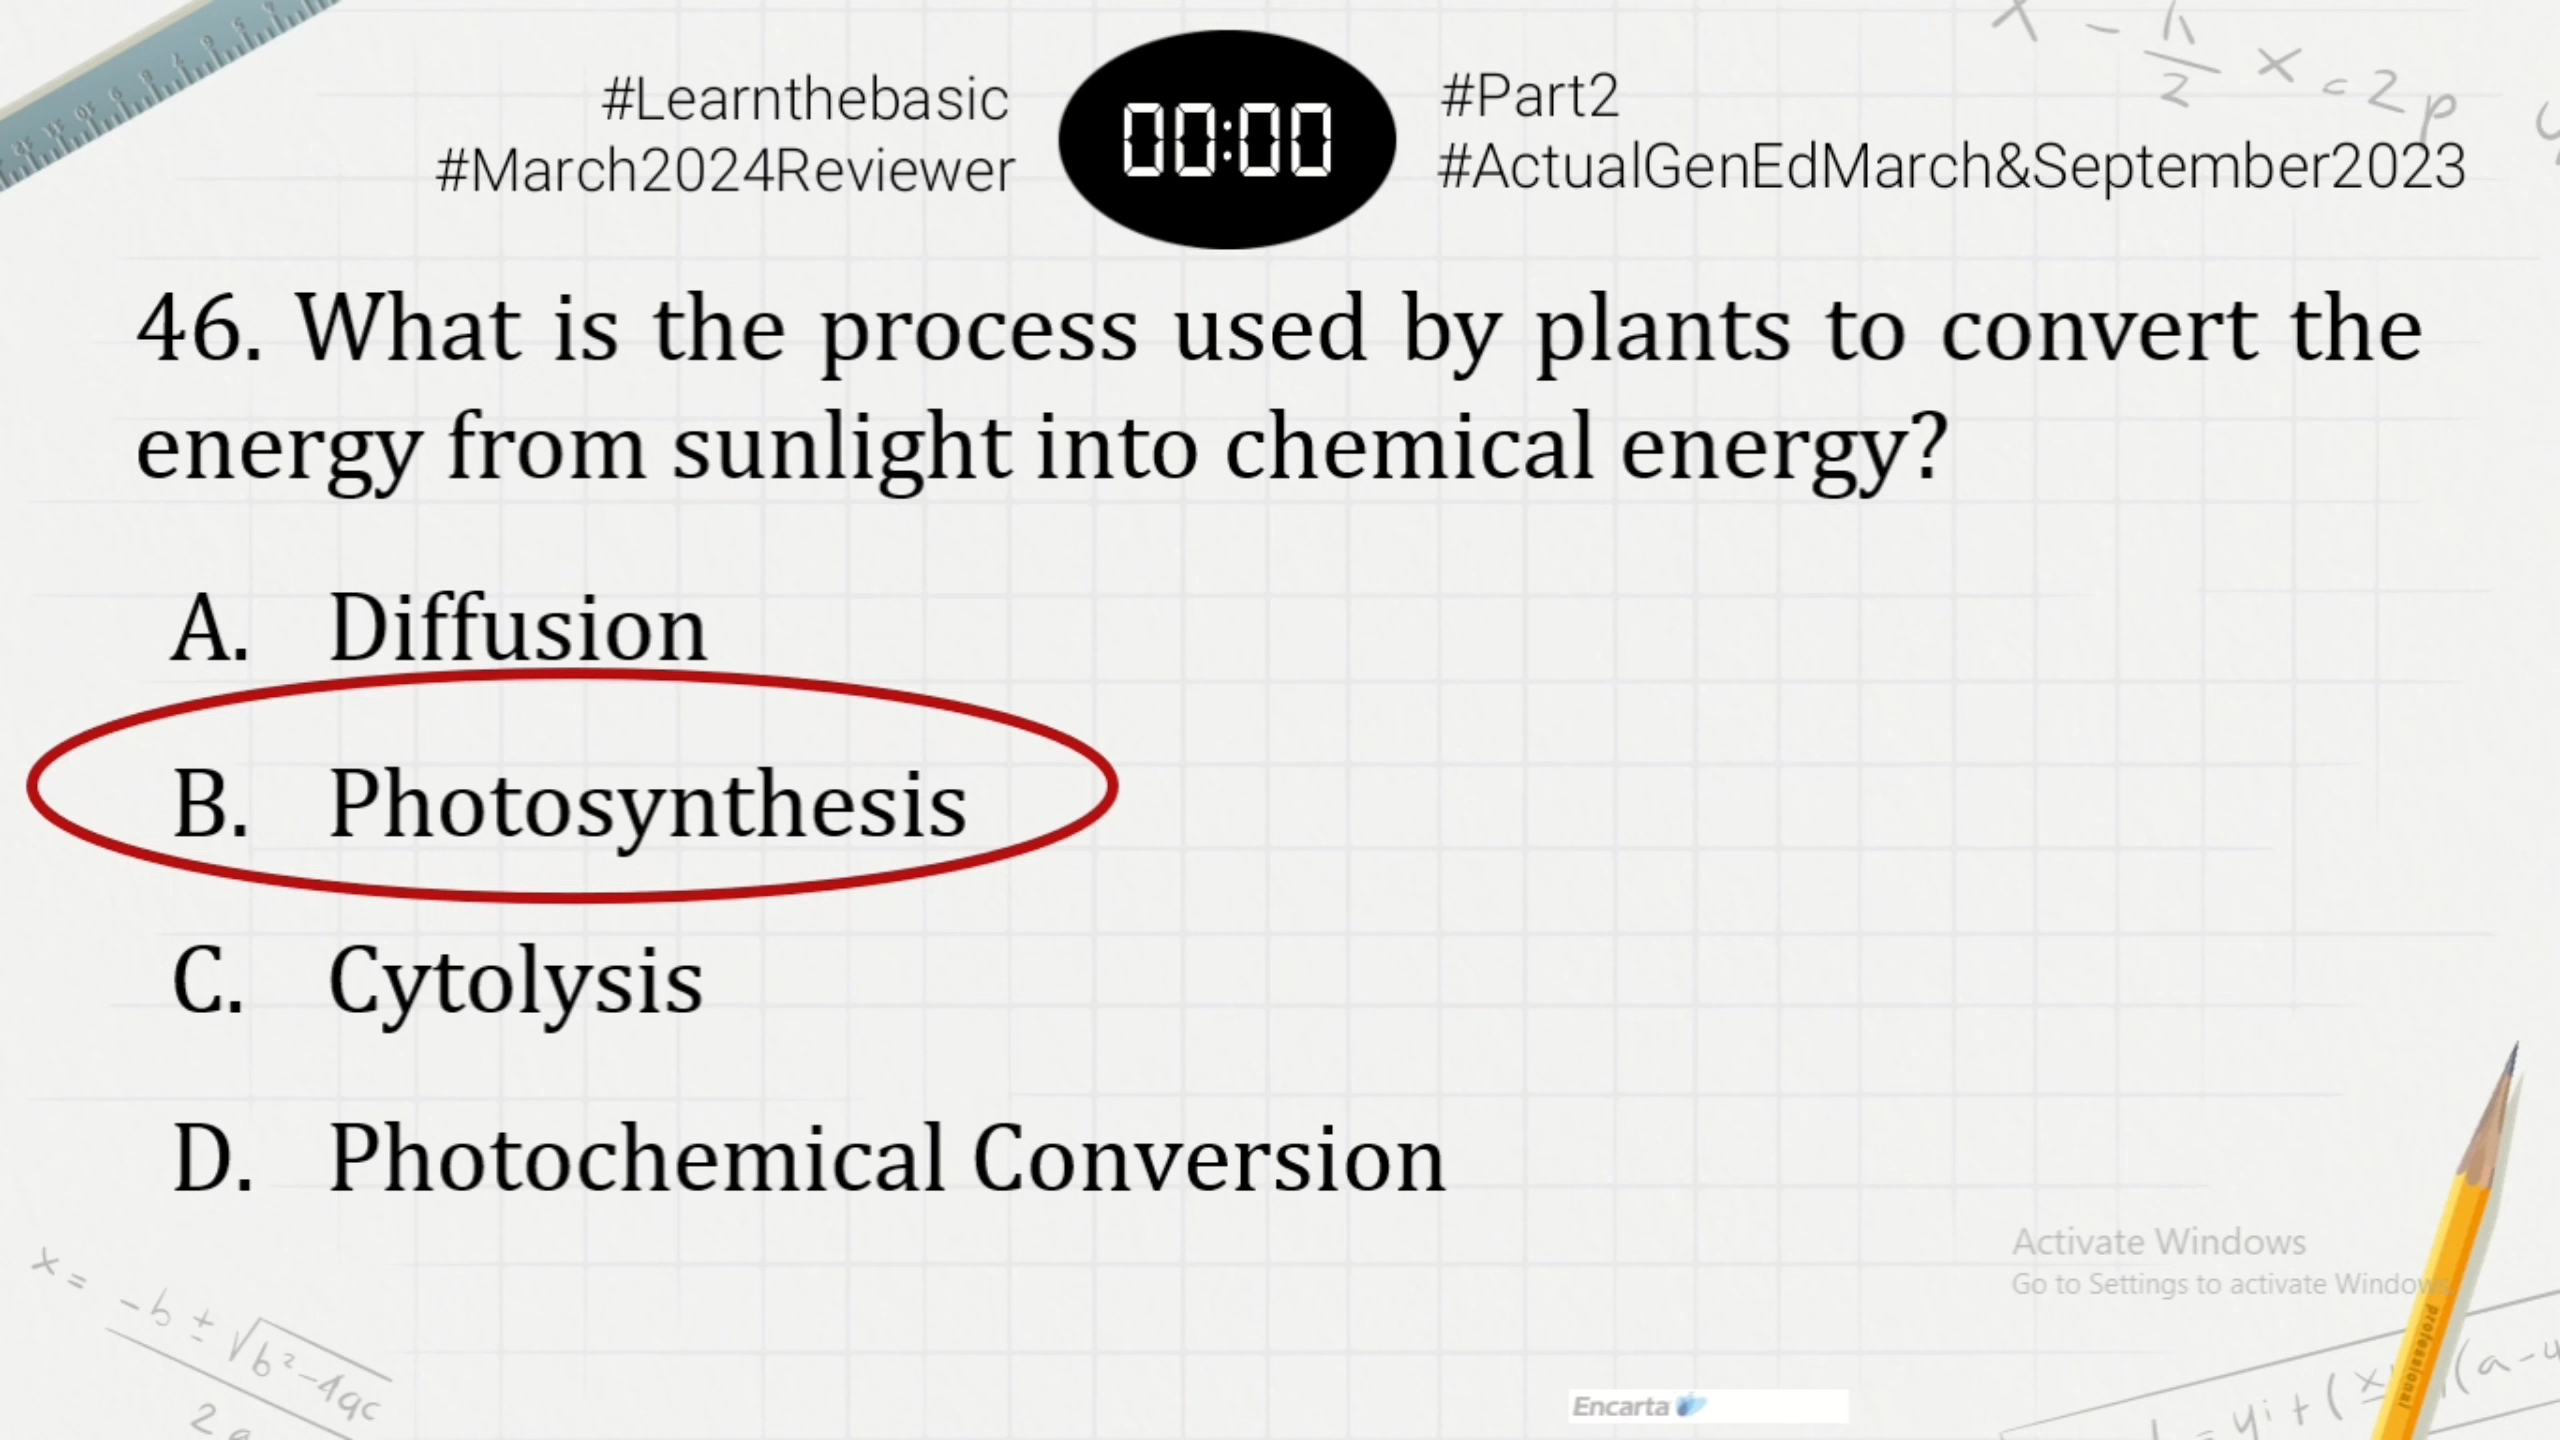 #Learnthebasic
#March2024Reviewer
00:00
#Part2
#ActualGenEdMarch&September2023
46. What is the process used by plants to convert the
energy from sunlight into chemical energy?
A. Diffusion
B. Photosynthesis
C. Cytolysis
D. Photochemical Conversion
Activate Windows
Go to Settings to activate Windows
professional
Encarta